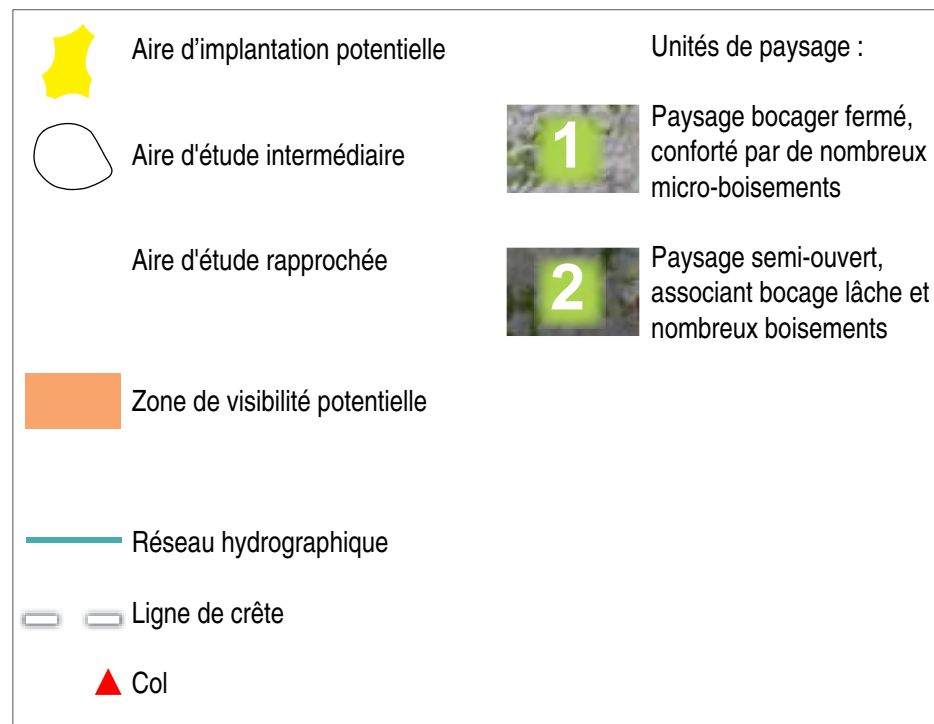 Aire d’implantation potentielle
Aire d'étude intermédiaire
Aire d'étude rapprochée
Zone de visibilité potentielle
Réseau hydrographique
Ligne de crête
Col
Unités de paysage :
1
Paysage bocager fermé,
conforté par de nombreux
micro-boisements
2
Paysage semi-ouvert,
associant bocage lâche et
nombreux boisements